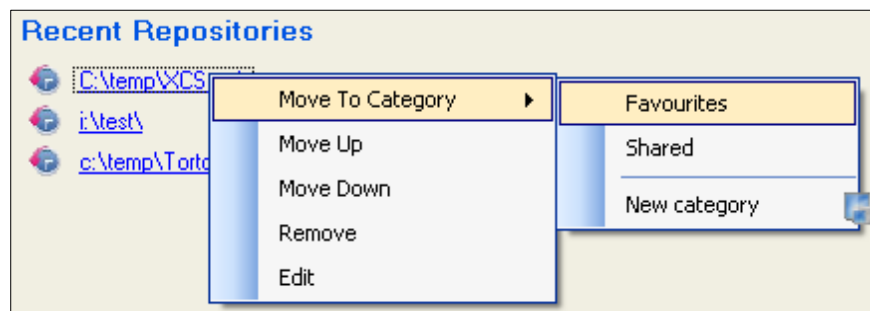 Recent Repositories
C:\temp\XCS
i:\test\
c:\temp\Torto
Move To Category
Move Up
Move Down
Remove
Edit
Favourites
Shared
New category